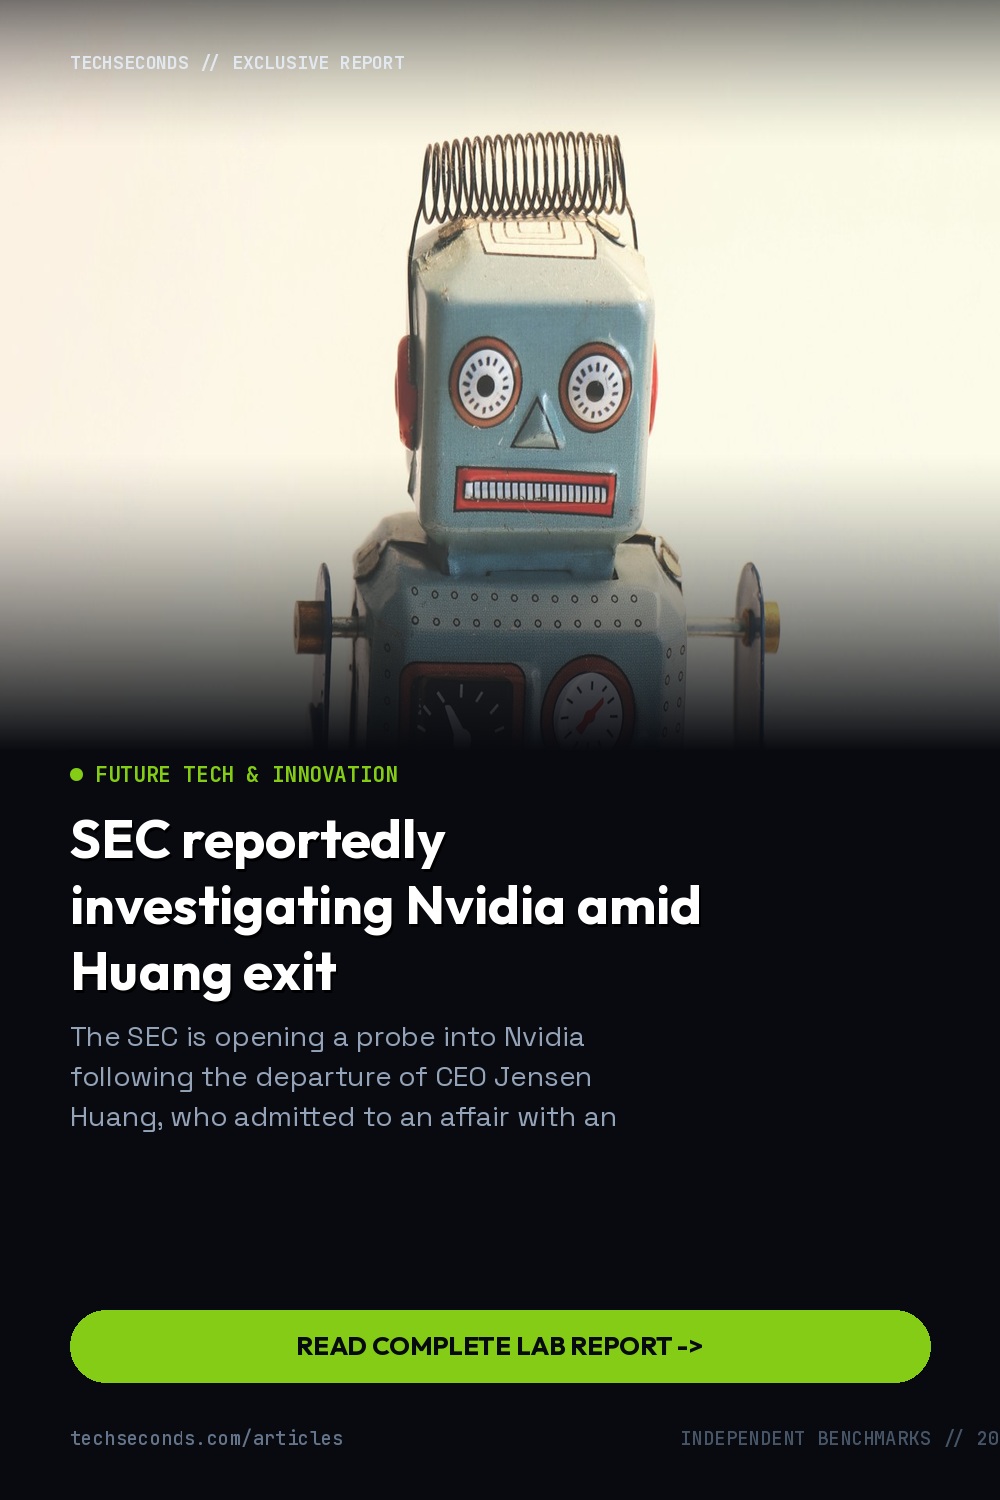 TECHSECONDS // EXCLUSIVE REPORT
FUTURE TECH & INNOVATION
SEC reportedly
investigating Nvidia amid
Huang exit
The SEC is opening a probe into Nvidia
following the departure of CEO Jensen
Huang, who admitted to an affair with an
READ COMPLETE LAB REPORT ->
techseconds.com/articles
INDEPENDENT BENCHMARKS // 20